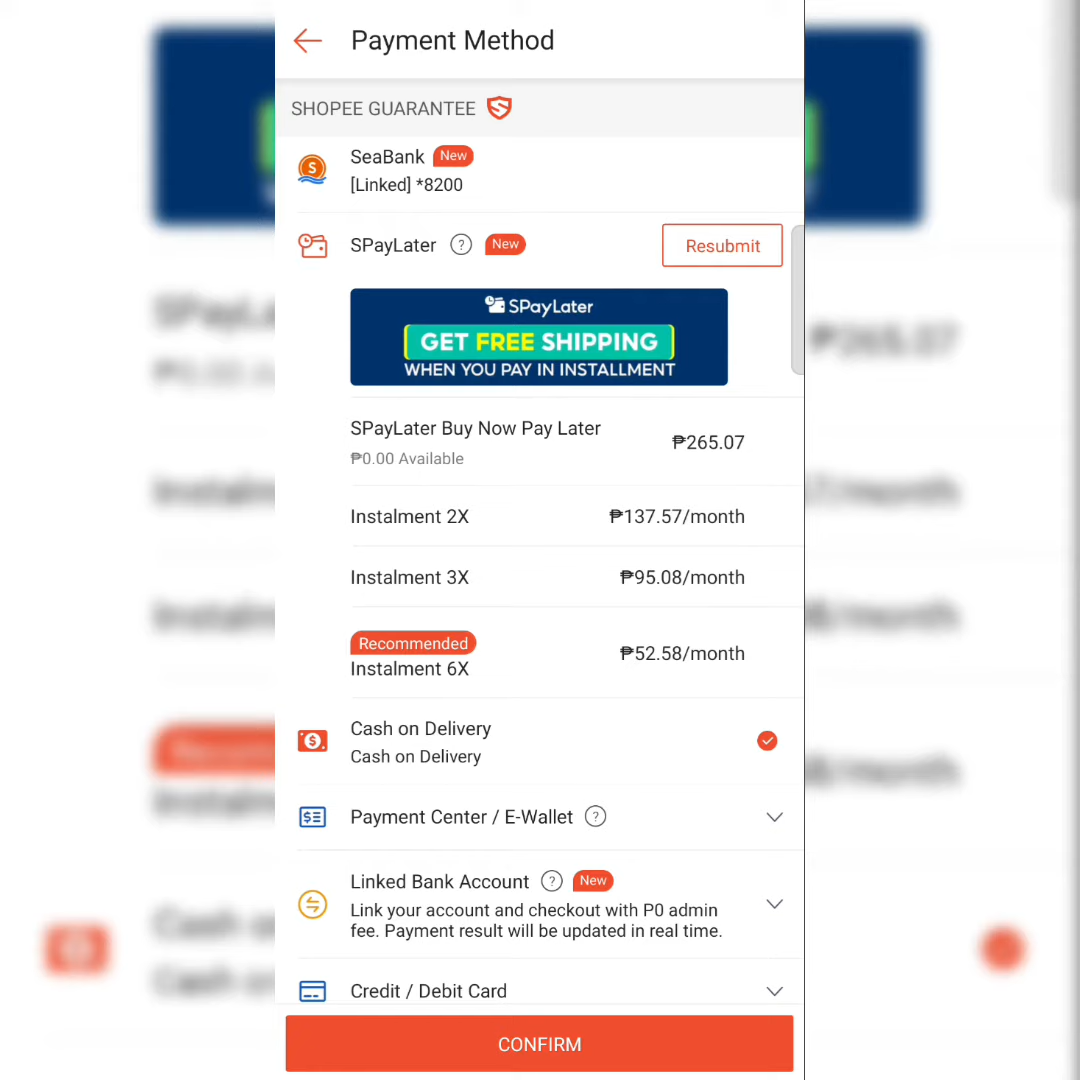 Payment Method
SHOPEE GUARANTEE
SeaBank New
[Linked] *8200
SPayLater ? New Resubmit
SPayLater
GET FREE SHIPPING
WHEN YOU PAY IN INSTALLMENT
SPayLater Buy Now Pay Later ₱265.07
₱0.00 Available
Instalment 2X ₱137.57/month
Instalment 3X ₱95.08/month
Recommended
Instalment 6X ₱52.58/month
Cash on Delivery
Cash on Delivery
Payment Center / E-Wallet ?
Linked Bank Account ? New
Link your account and checkout with P0 admin
fee. Payment result will be updated in real time.
Credit / Debit Card
CONFIRM